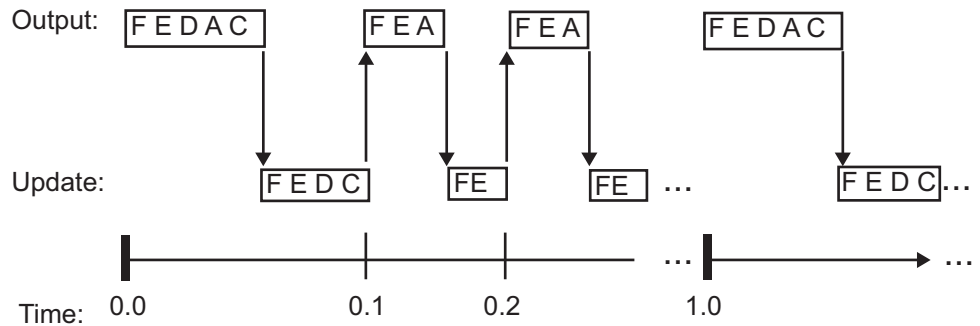 Output: F E D A C F E A F E A F E D A C
Update: F E D C FE FE ... F E D C ...
... ...
Time: 0.0 0.1 0.2 1.0